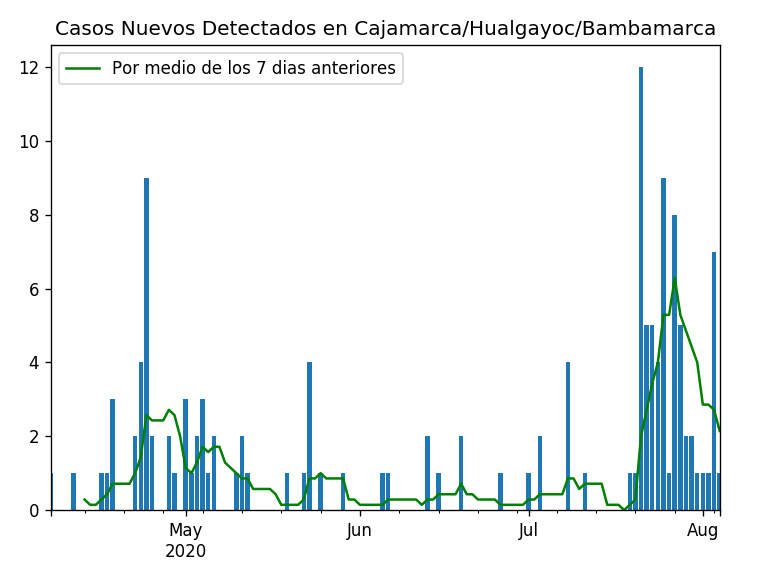 Casos Nuevos Detectados en Cajamarca/Hualgayoc/Bambamarca
Por medio de los 7 dias anteriores
12
10
8
6
4
2
0
May
2020
Jun
Jul
Aug